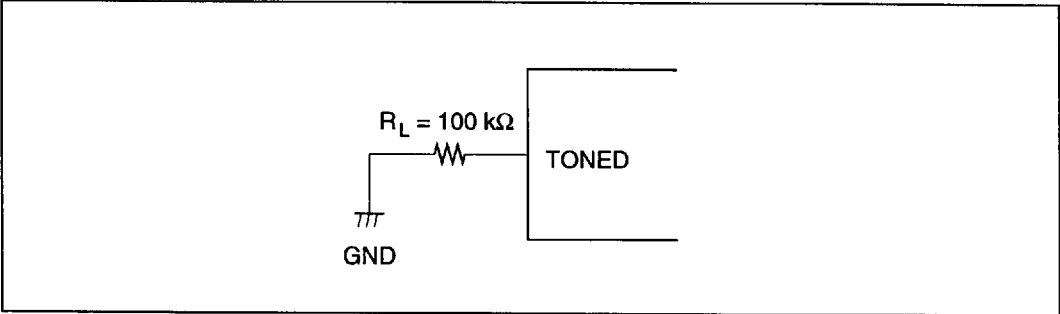 R_L = 100 kΩ
TONED
GND